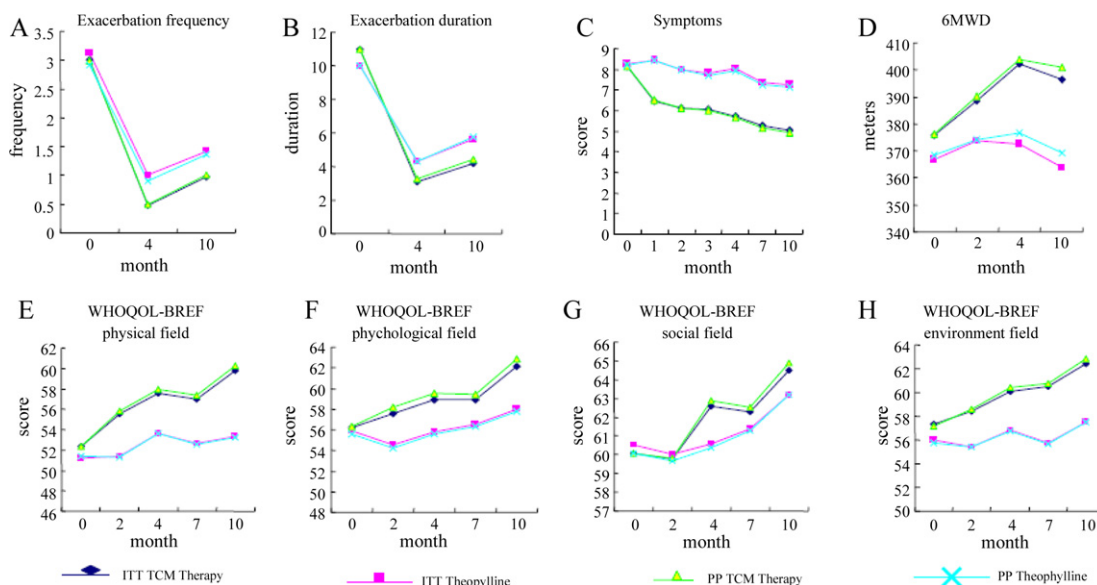 A Exacerbation frequency
3.5
3
2.5
2
1.5
1
0.5
0
frequency
0 4 10
month
B Exacerbation duration
12
10
8
6
4
2
0
duration
0 4 10
month
C Symptoms
9
8
7
6
5
4
3
2
1
0
score
0 1 2 3 4 7 10
month
D 6MWD
410
400
390
380
370
360
350
340
meters
0 2 4 10
month
E WHOQOL-BREF
physical field
62
60
58
56
54
52
50
48
46
score
0 2 4 7 10
month
F WHOQOL-BREF
phychological field
64
62
60
58
56
54
52
50
48
score
0 2 4 7 10
month
G WHOQOL-BREF
social field
66
65
64
63
62
61
60
59
58
57
score
0 2 4 7 10
month
H WHOQOL-BREF
environment field
64
62
60
58
56
54
52
50
score
0 2 4 7 10
month
ITT TCM Therapy
ITT Theopylline
PP TCM Therapy
PP Theophylline